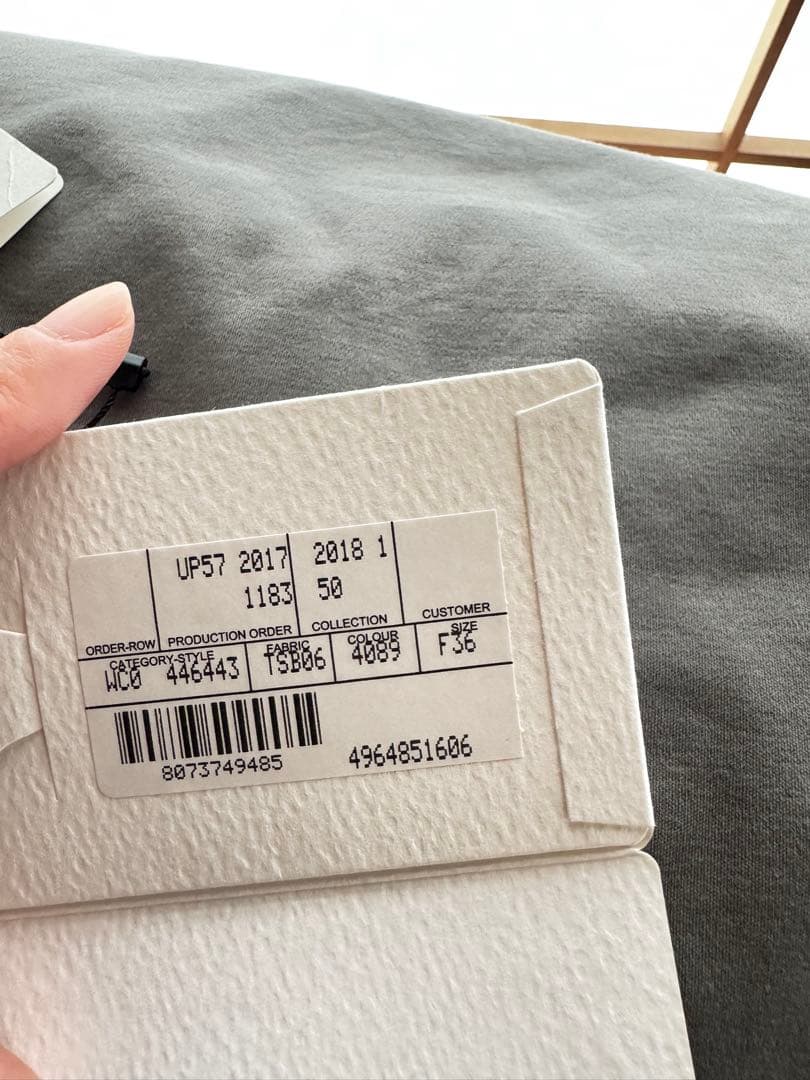 UP57 2017 2018 1
1183 50
ORDER-ROW PRODUCTION ORDER COLLECTION CUSTOMER
CATEGORY-STYLE FABRIC COLOUR SIZE
WC0 446443 TSB06 4089 F36
8073749485 4964851606